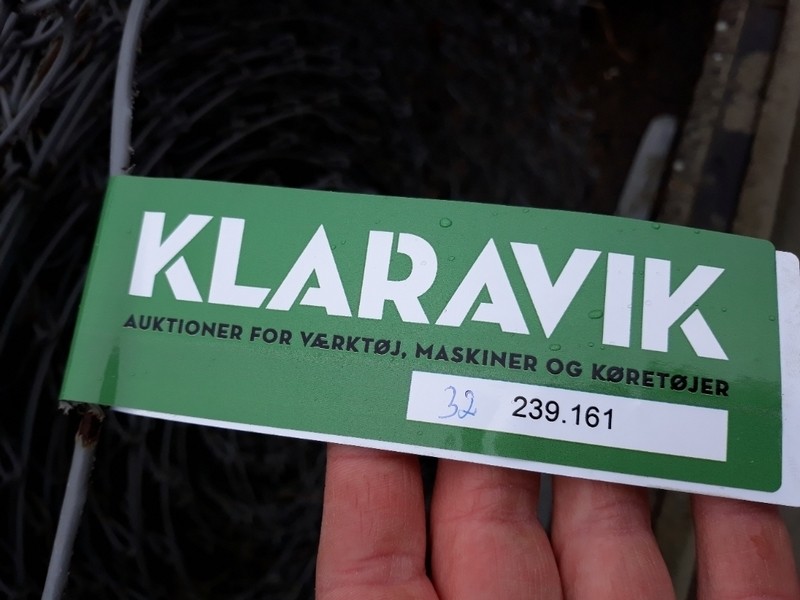 KLARAVIK
AUKTIONER FOR VÆRKTØJ, MASKINER OG KØRETØJER
32 239.161